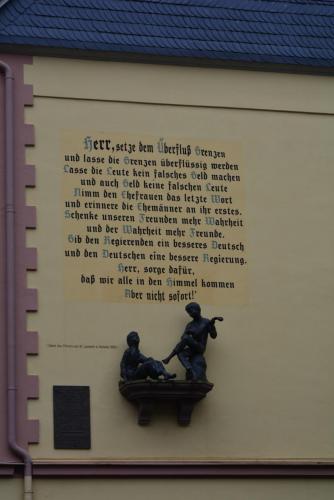 Herr, setze dem Überfluß Grenzen
und lasse die Grenzen überflüssig werden
Lasse die Leute kein falsches Geld machen
und auch Geld keine falschen Leute
Nimm den Ehefrauen das letzte Wort
und erinnere die Ehemänner an ihr erstes.
Schenke unseren Freunden mehr Wahrheit
und der Wahrheit mehr Freunde.
Gib den Regierenden ein besseres Deutsch
und den Deutschen eine bessere Regierung.
Herr, sorge dafür,
daß wir alle in den Himmel kommen
Aber nicht sofort!